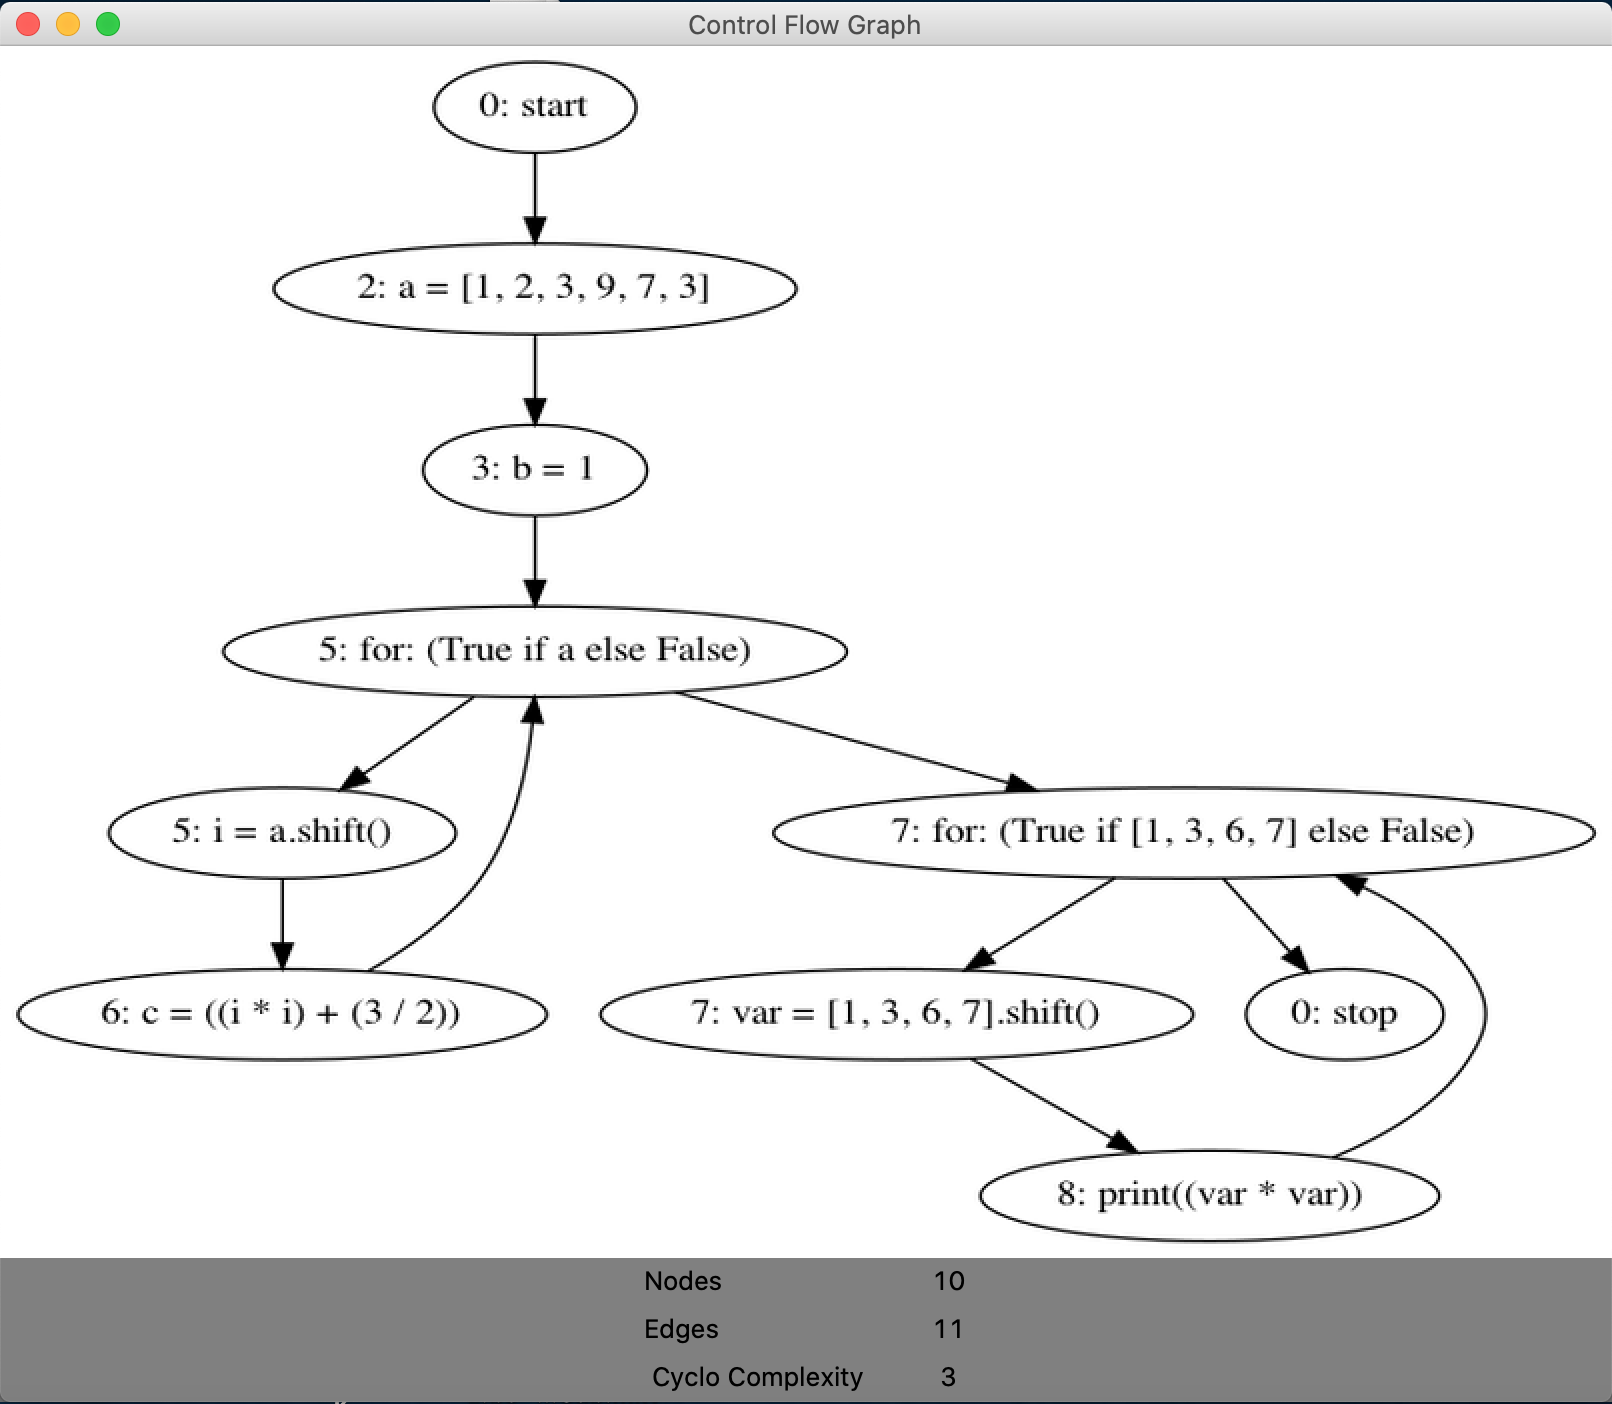 Control Flow Graph
0: start
2: a = [1, 2, 3, 9, 7, 3]
3: b = 1
5: for: (True if a else False)
5: i = a.shift()
7: for: (True if [1, 3, 6, 7] else False)
6: c = ((i * i) + (3 / 2))
7: var = [1, 3, 6, 7].shift()
0: stop
8: print((var * var))
Nodes 10
Edges 11
Cyclo Complexity 3